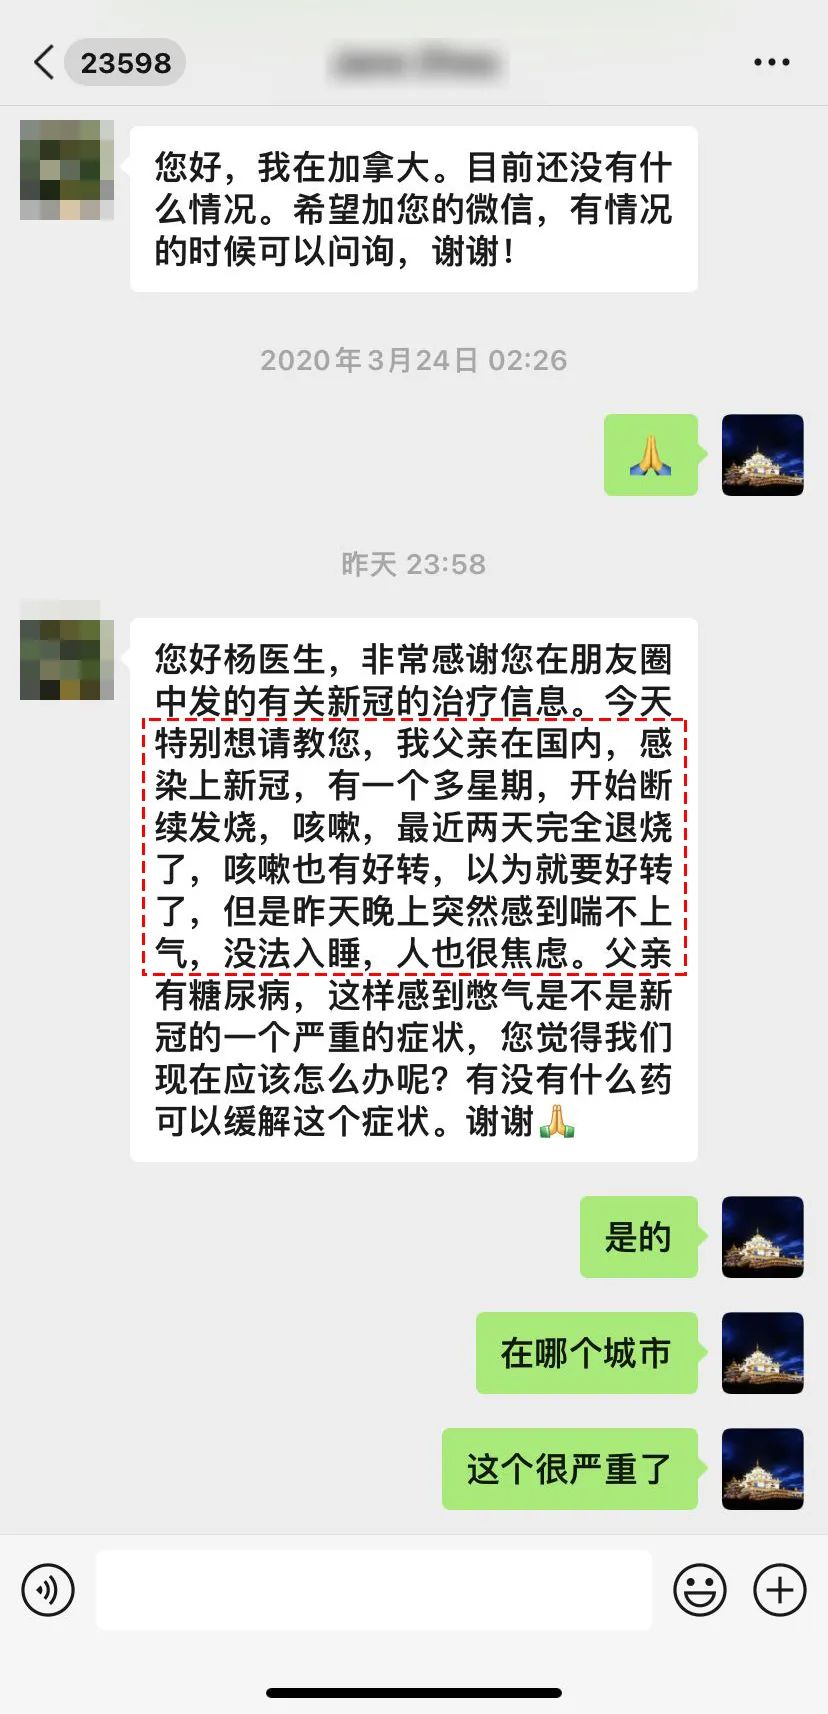 23598
您好，我在加拿大。目前还没有什
么情况。希望加您的微信，有情况
的时候可以问询，谢谢！
2020年3月24日 02:26
🙏
昨天 23:58
您好杨医生，非常感谢您在朋友圈
中发的有关新冠的治疗信息。今天
特别想请教您，我父亲在国内，感
染上新冠，有一个多星期，开始断
续发烧，咳嗽，最近两天完全退烧
了，咳嗽也有好转，以为就要好转
了，但是昨天晚上突然感到喘不上
气，没法入睡，人也很焦虑。父亲
有糖尿病，这样感到憋气是不是新
冠的一个严重的症状，您觉得我们
现在应该怎么办呢？有没有什么药
可以缓解这个症状。谢谢🙏
是的
在哪个城市
这个很严重了